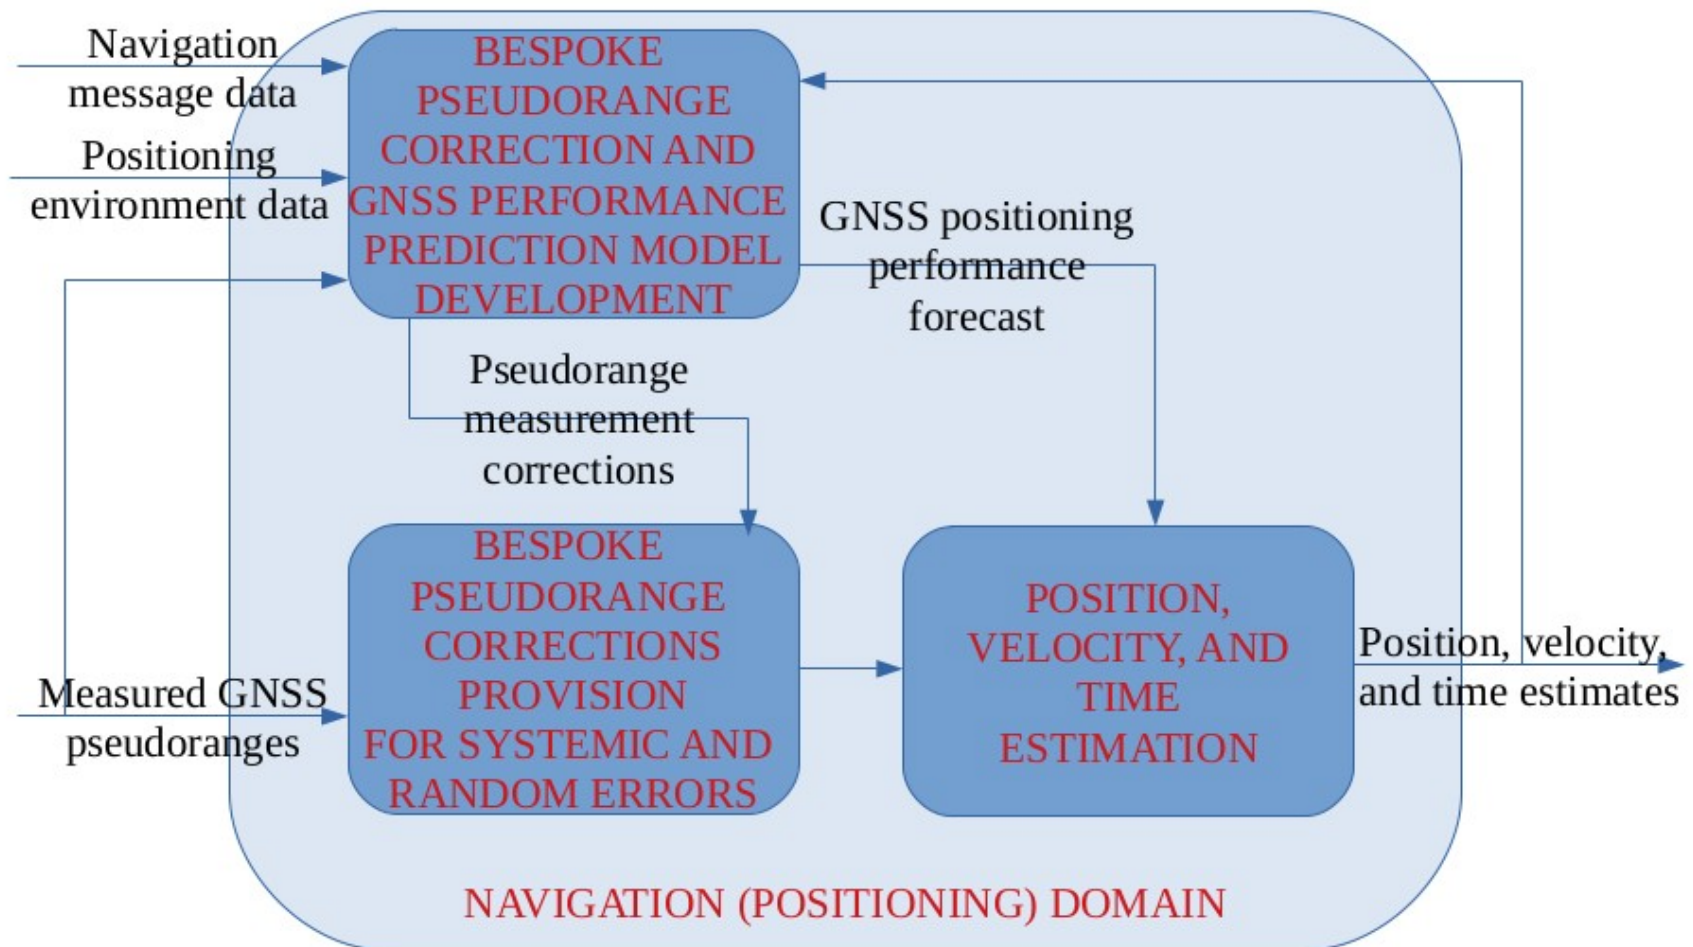 Navigation
message data
Positioning
environment data
BESPOKE
PSEUDORANGE
CORRECTION AND
GNSS PERFORMANCE
PREDICTION MODEL
DEVELOPMENT
GNSS positioning
performance
forecast
Pseudorange
measurement
corrections
Measured GNSS
pseudoranges
BESPOKE
PSEUDORANGE
CORRECTIONS
PROVISION
FOR SYSTEMIC AND
RANDOM ERRORS
POSITION,
VELOCITY, AND
TIME
ESTIMATION
Position, velocity,
and time estimates
NAVIGATION (POSITIONING) DOMAIN